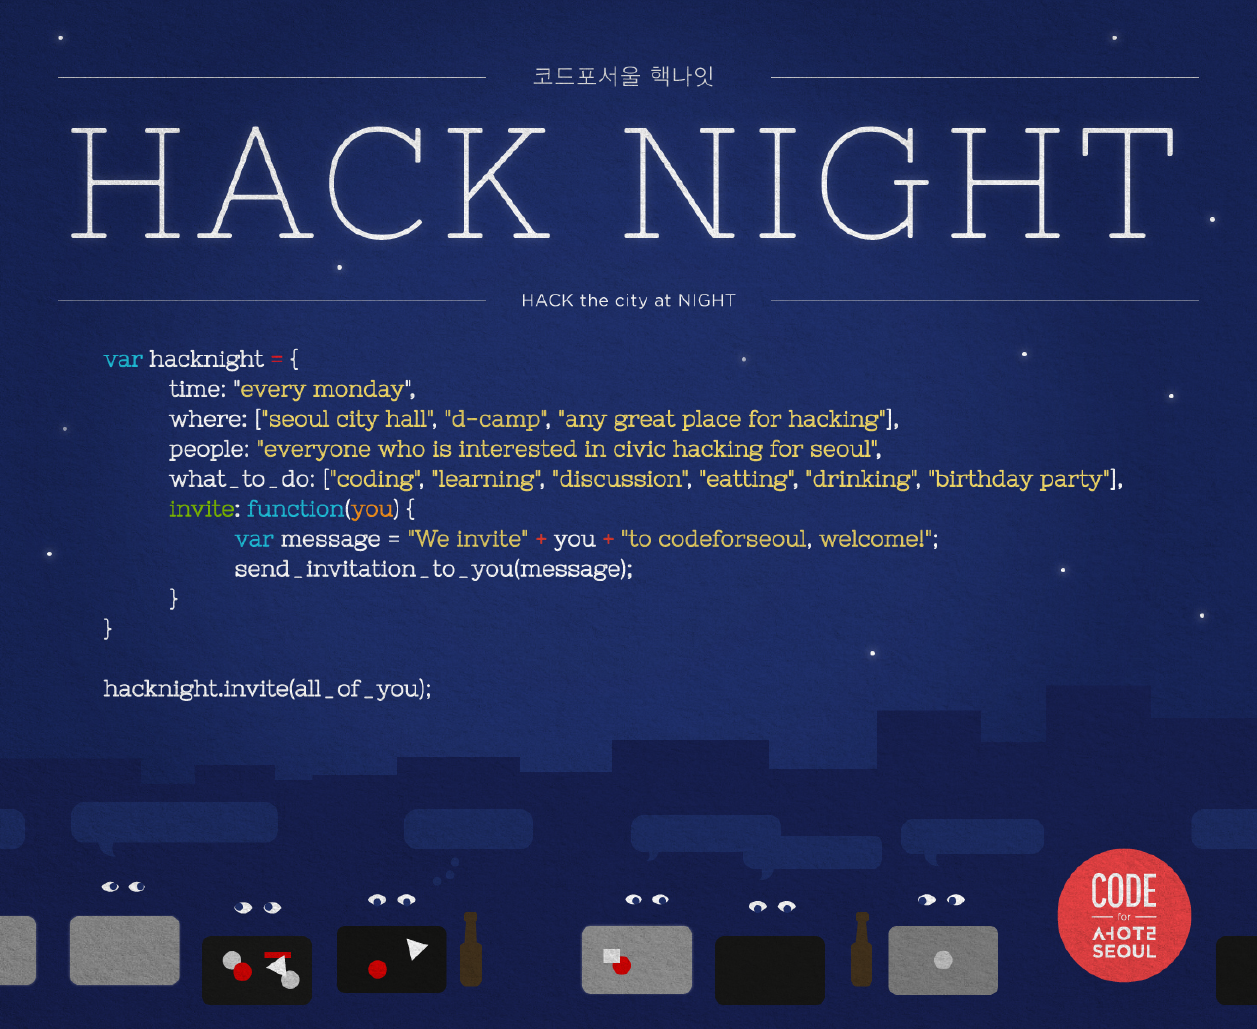 코드포서울 핵나잇
HACK NIGHT
HACK the city at NIGHT
var hacknight = {
time: "every monday",
where: ["seoul city hall", "d-camp", "any great place for hacking"],
people: "everyone who is interested in civic hacking for seoul",
what_to_do: ["coding", "learning", "discussion", "eatting", "drinking", "birthday party"],
invite: function(you) {
var message = "We invite" + you + "to codeforseoul, welcome!";
send_invitation_to_you(message);
}
}
hacknight.invite(all_of_you);
CODE
for
SEOUL